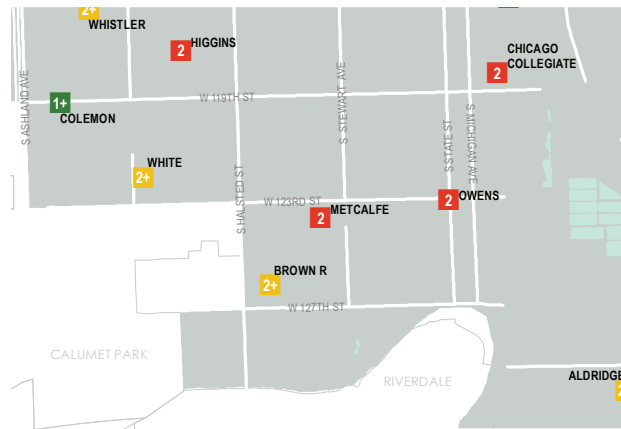 2+
WHISTLER
2
HIGGINS
CHICAGO
COLLEGIATE
2
S ASHLAND AVE
1+
COLEMON
W 119TH ST
S STEWART AVE
S STATE ST
S MICHIGAN AVE
WHITE
2+
S HALSTED ST
W 123RD ST
METCALFE
2
2
OWENS
BROWN R
2+
W 127TH ST
CALUMET PARK
RIVERDALE
ALDRIDGE